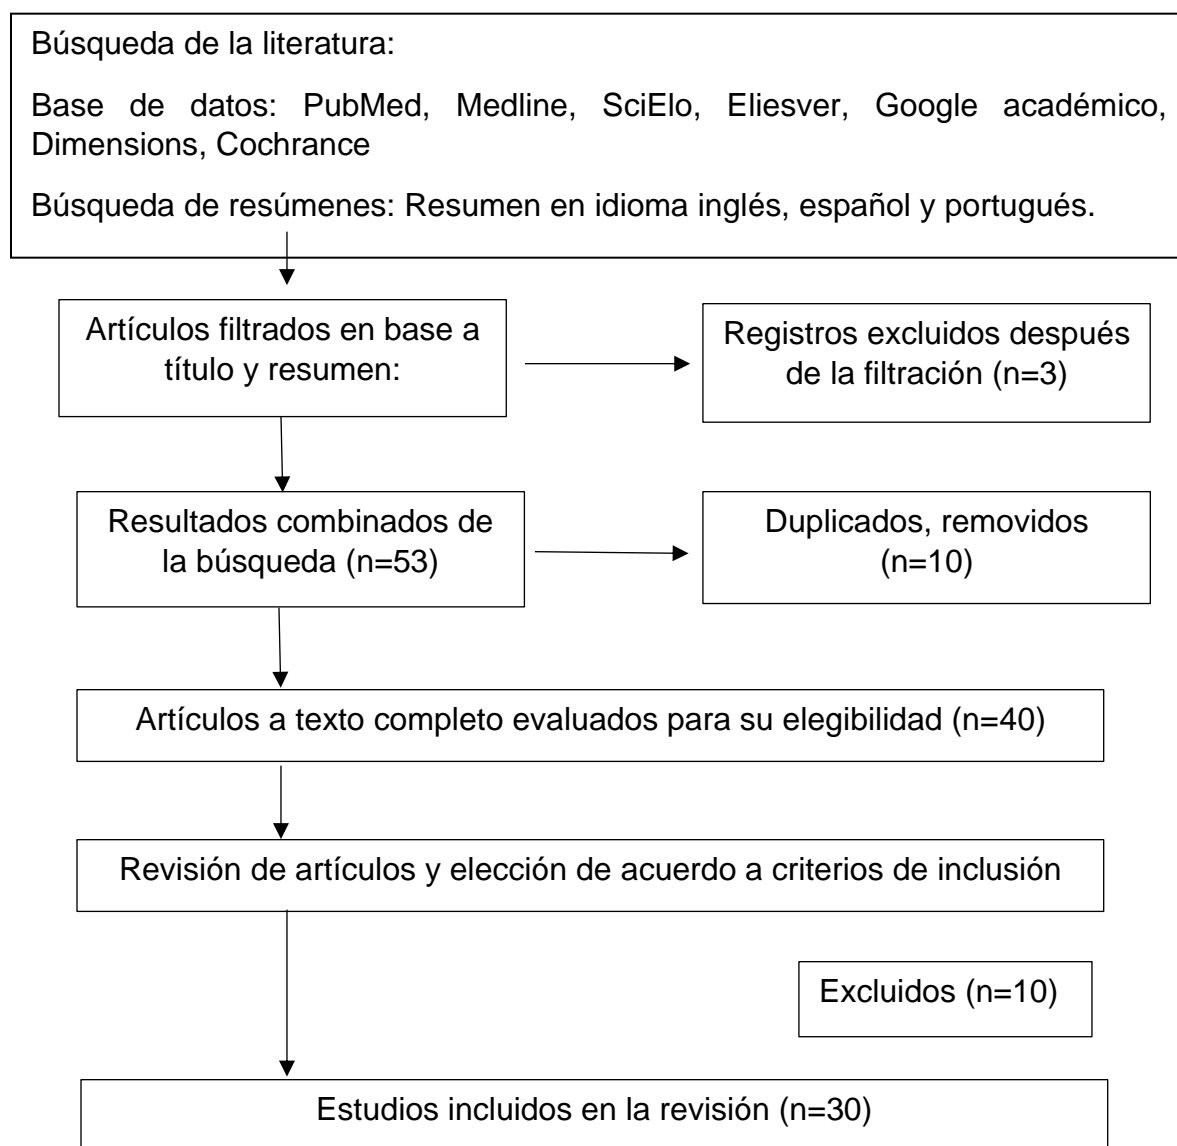 Búsqueda de la literatura:
Base de datos: PubMed, Medline, SciElo, Eliesver, Google académico,
Dimensions, Cochrance
Búsqueda de resúmenes: Resumen en idioma inglés, español y portugués.
Artículos filtrados en base a
título y resumen:
Registros excluidos después
de la filtración (n=3)
Resultados combinados de
la búsqueda (n=53)
Duplicados, removidos
(n=10)
Artículos a texto completo evaluados para su elegibilidad (n=40)
Revisión de artículos y elección de acuerdo a criterios de inclusión
Excluidos (n=10)
Estudios incluidos en la revisión (n=30)